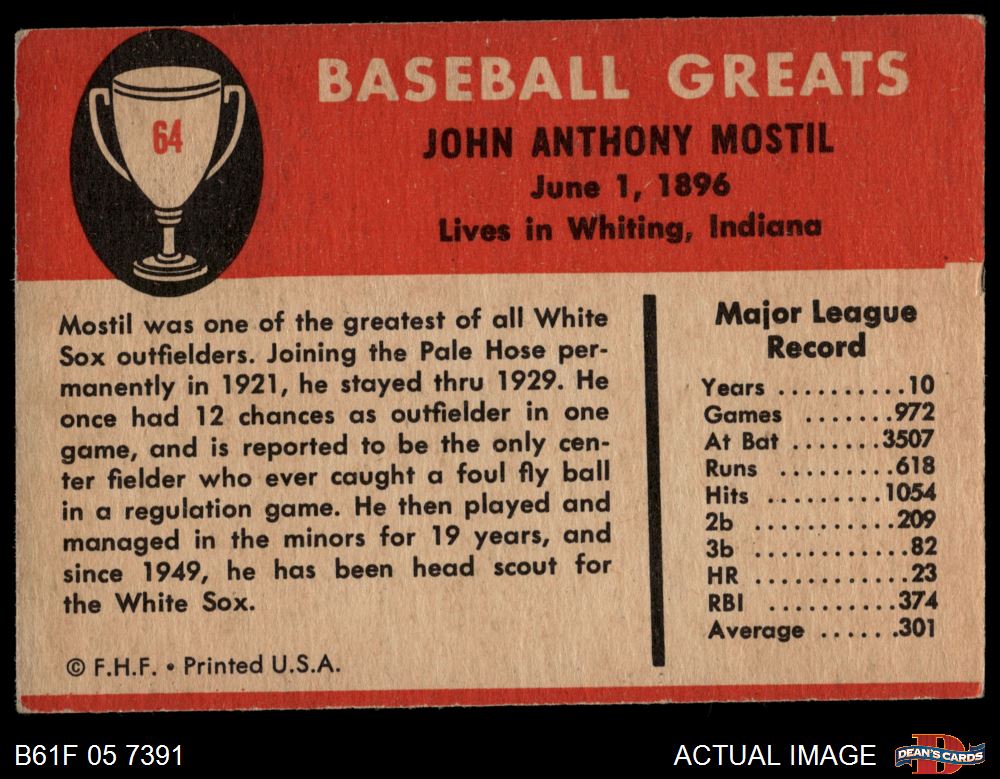 64
BASEBALL GREATS
JOHN ANTHONY MOSTIL
June 1, 1896
Lives in Whiting, Indiana
Mostil was one of the greatest of all White
Sox outfielders. Joining the Pale Hose per-
manently in 1921, he stayed thru 1929. He
once had 12 chances as outfielder in one
game, and is reported to be the only cen-
ter fielder who ever caught a foul fly ball
in a regulation game. He then played and
managed in the minors for 19 years, and
since 1949, he has been head scout for
the White Sox.
© F.H.F. • Printed U.S.A.
Major League
Record
Years ..........10
Games .......972
At Bat .......3507
Runs .........618
Hits .........1054
2b ...........209
3b ............82
HR ............23
RBI ..........374
Average ......301
B61F 05 7391
ACTUAL IMAGE
D
DEAN'S CARDS